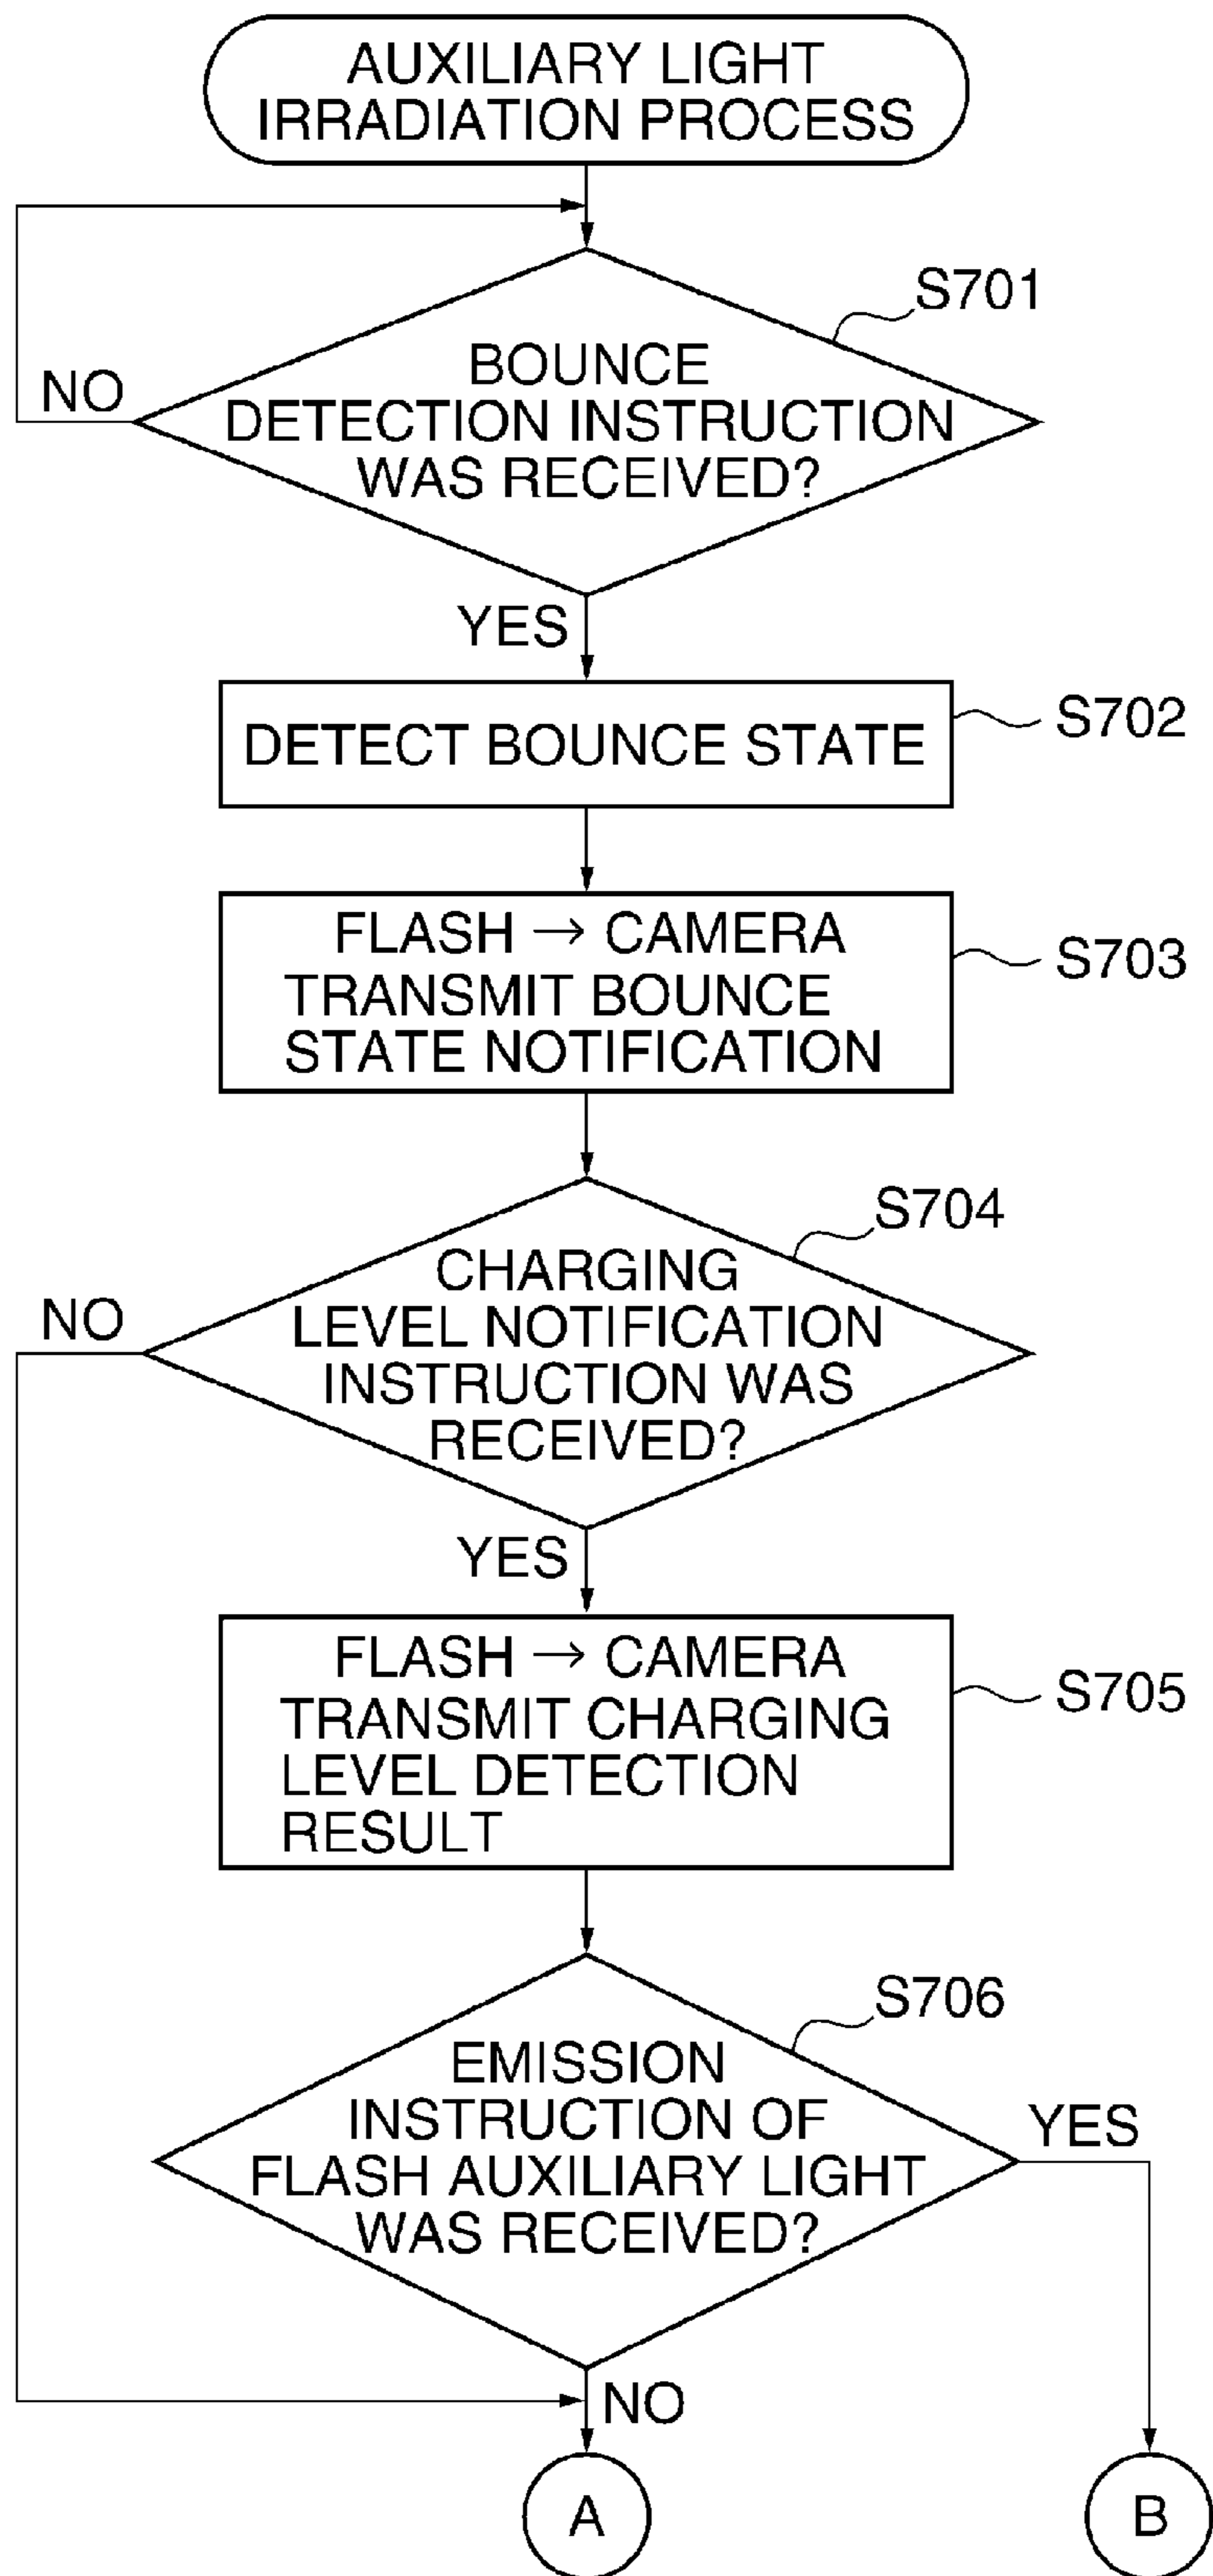 AUXILIARY LIGHT
IRRADIATION PROCESS
S701
BOUNCE
DETECTION INSTRUCTION
WAS RECEIVED?
NO
YES
DETECT BOUNCE STATE
S702
FLASH → CAMERA
TRANSMIT BOUNCE
STATE NOTIFICATION
S703
S704
CHARGING
LEVEL NOTIFICATION
INSTRUCTION WAS
RECEIVED?
NO
YES
FLASH → CAMERA
TRANSMIT CHARGING
LEVEL DETECTION
RESULT
S705
S706
EMISSION
INSTRUCTION OF
FLASH AUXILIARY LIGHT
WAS RECEIVED?
YES
NO
A
B